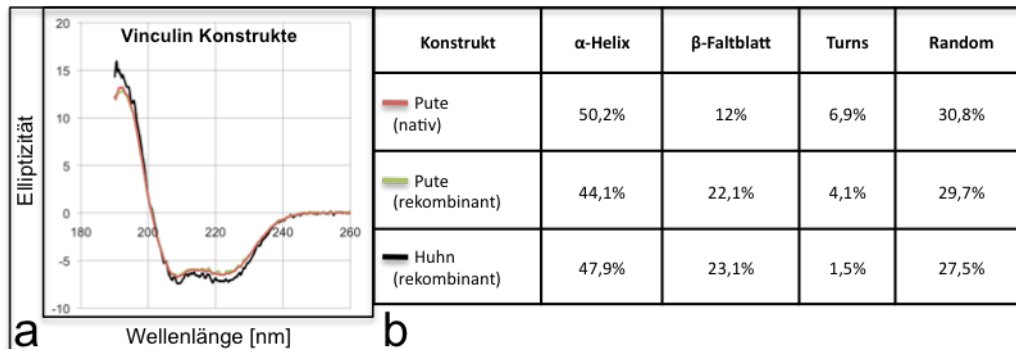 Vinculin Konstrukte
20
15
10
5
0
-5
-10
180
200
220
240
260
Elliptizität
Wellenlänge [nm]
a
Konstrukt α-Helix β-Faltblatt Turns Random
Pute
(nativ)
50,2% 12% 6,9% 30,8%
Pute
(rekombinant)
44,1% 22,1% 4,1% 29,7%
Huhn
(rekombinant)
47,9% 23,1% 1,5% 27,5%
b